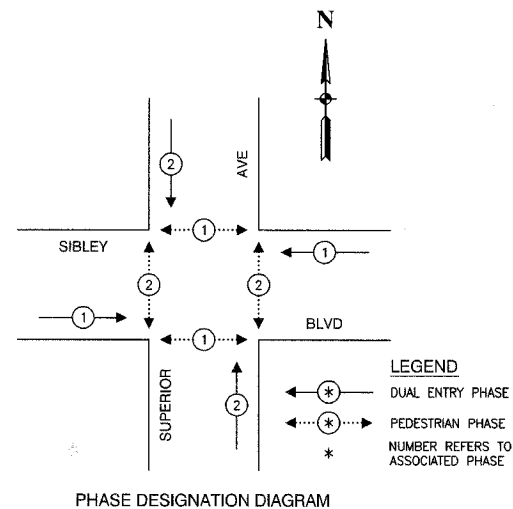 N
2
AVE
1
SIBLEY
1
2
2
1
BLVD
1
SUPERIOR
2
LEGEND
* DUAL ENTRY PHASE
* PEDESTRIAN PHASE
* NUMBER REFERS TO
ASSOCIATED PHASE
PHASE DESIGNATION DIAGRAM